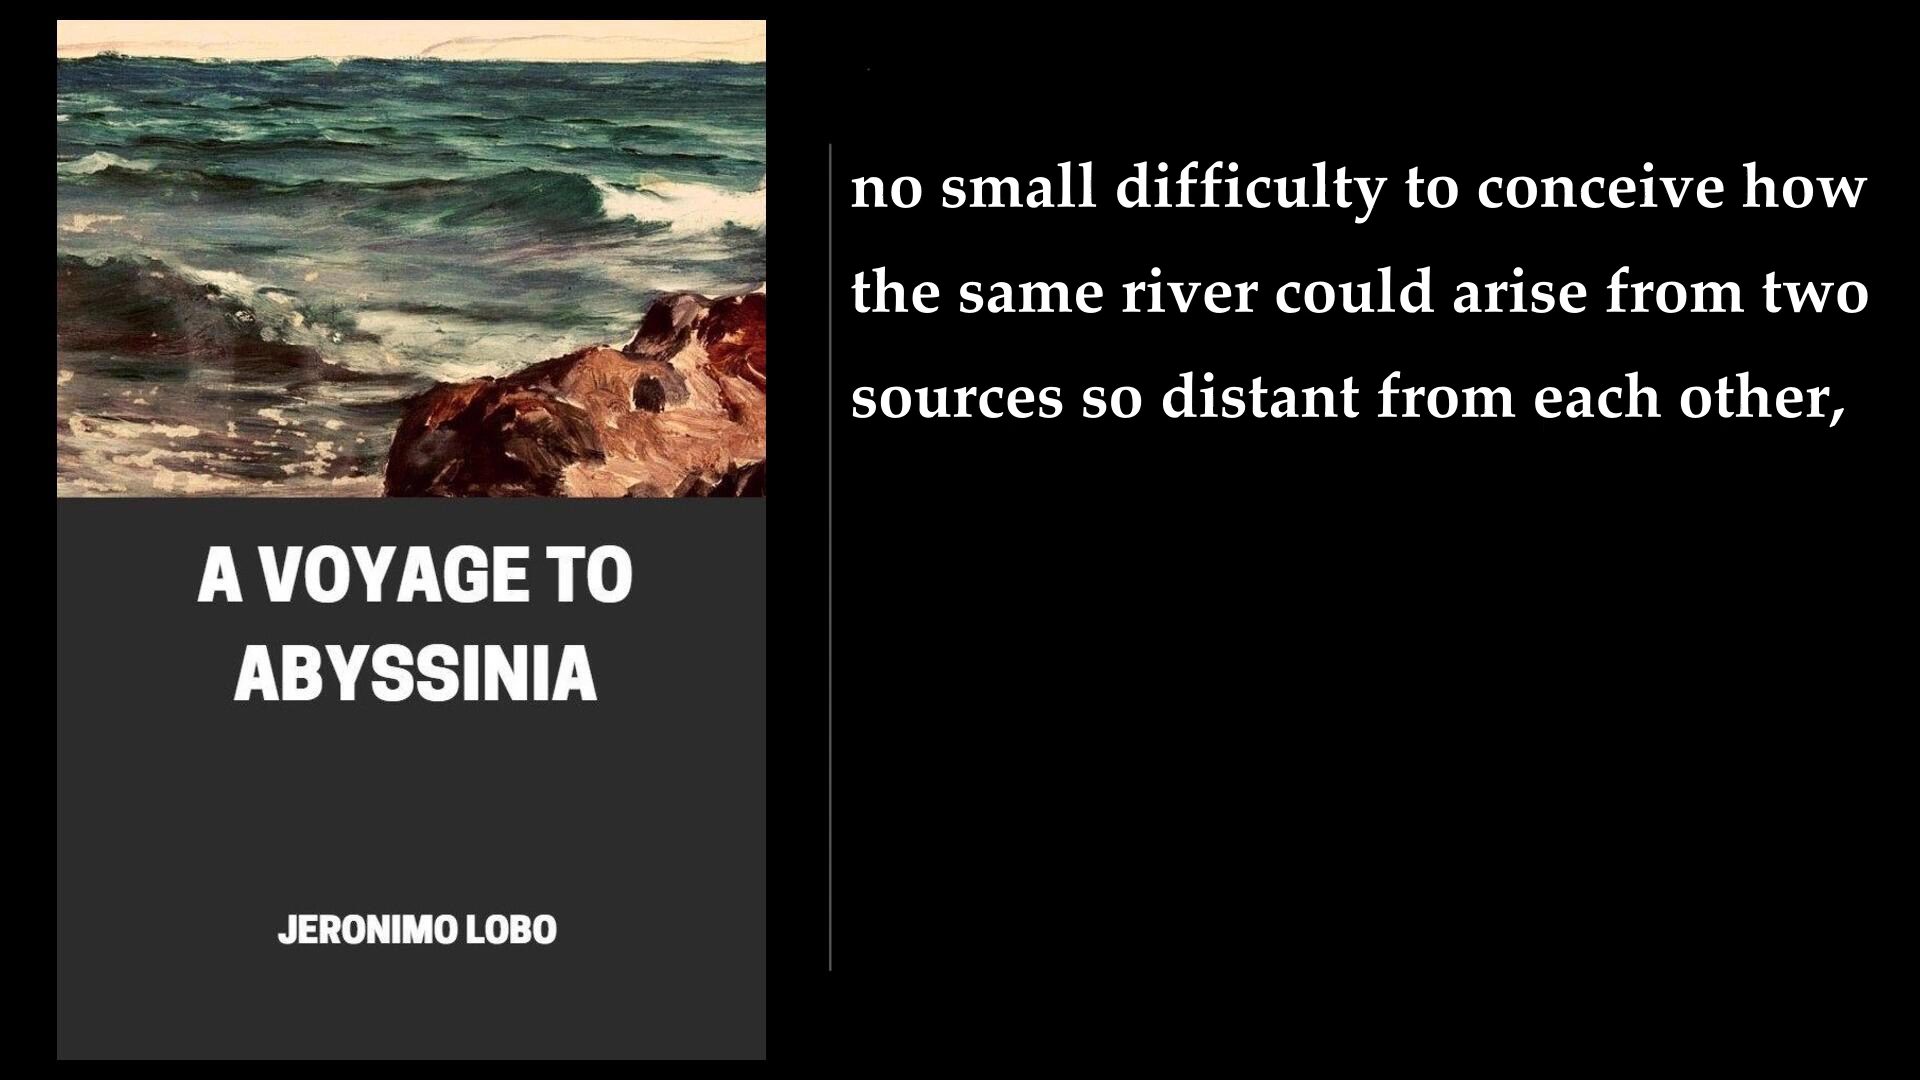 A VOYAGE TO
ABYSSINIA
JERONIMO LOBO
no small difficulty to conceive how
the same river could arise from two
sources so distant from each other,